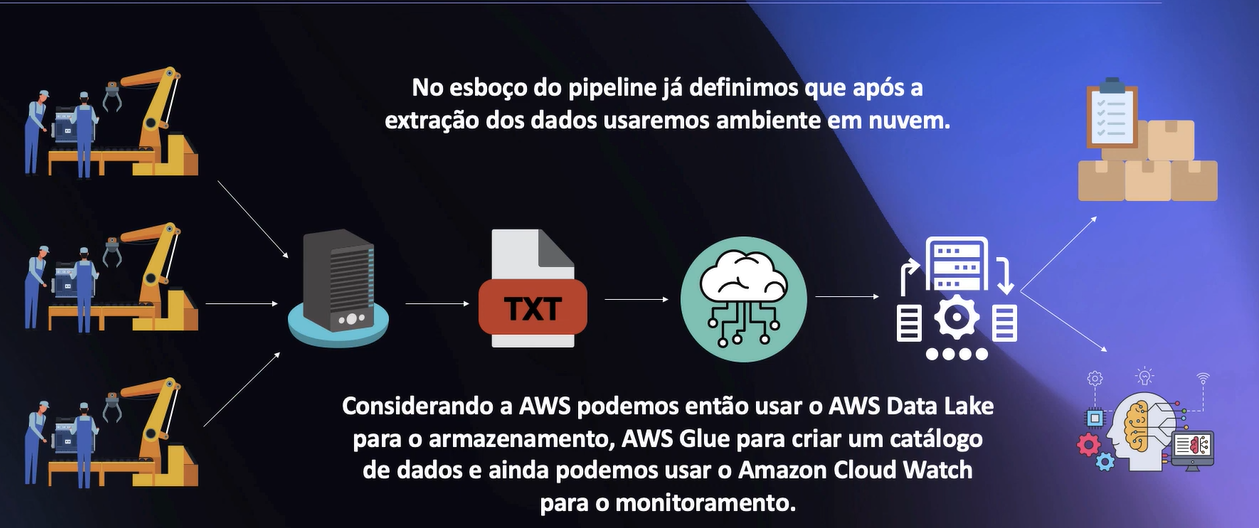 No esboço do pipeline já definimos que após a
extração dos dados usaremos ambiente em nuvem.
TXT
Considerando a AWS podemos então usar o AWS Data Lake
para o armazenamento, AWS Glue para criar um catálogo
de dados e ainda podemos usar o Amazon Cloud Watch
para o monitoramento.